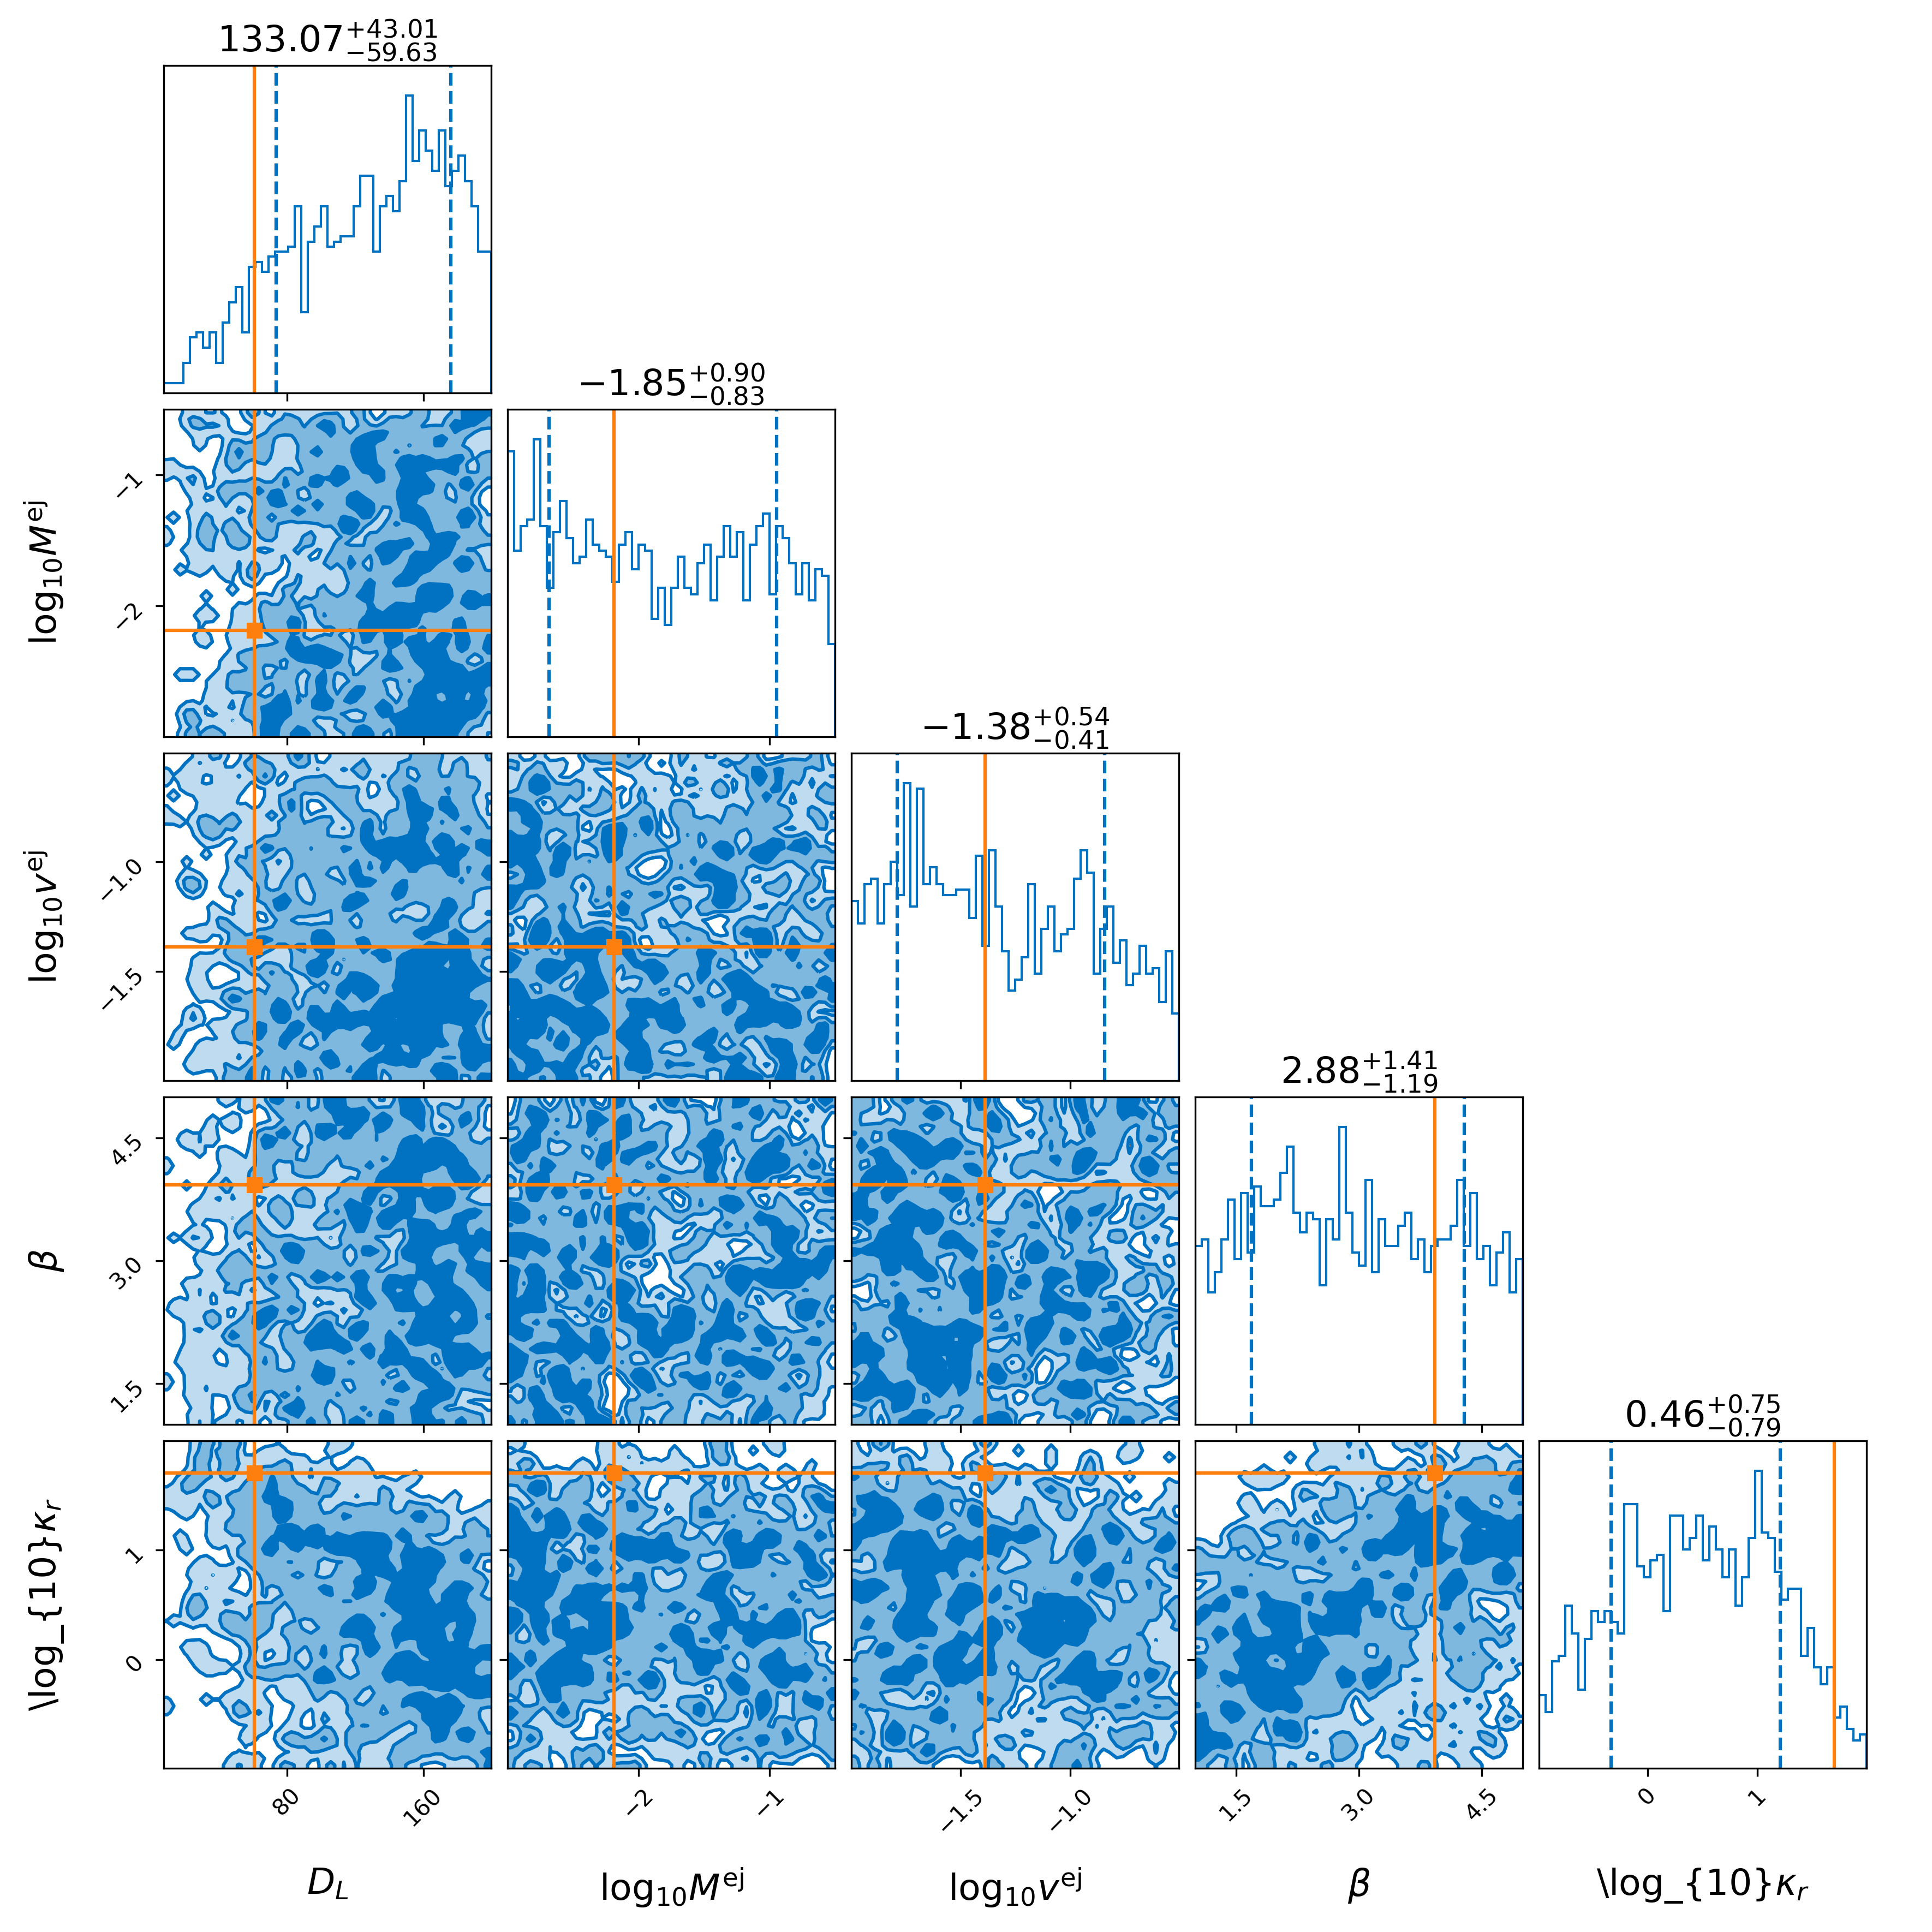 133.07+43.01−59.63
−1.85+0.90−0.83
log10Mej
−1
−2
−1.38+0.54−0.41
log10vej
−1.0
−1.5
2.88+1.41−1.19
β
4.5
3.0
1.5
0.46+0.75−0.79
\log_{10}κr
1
0
80 160 −2 −1 −1.5 −1.0 1.5 3.0 4.5 0 1
DL log10Mej log10vej β \log_{10}κr